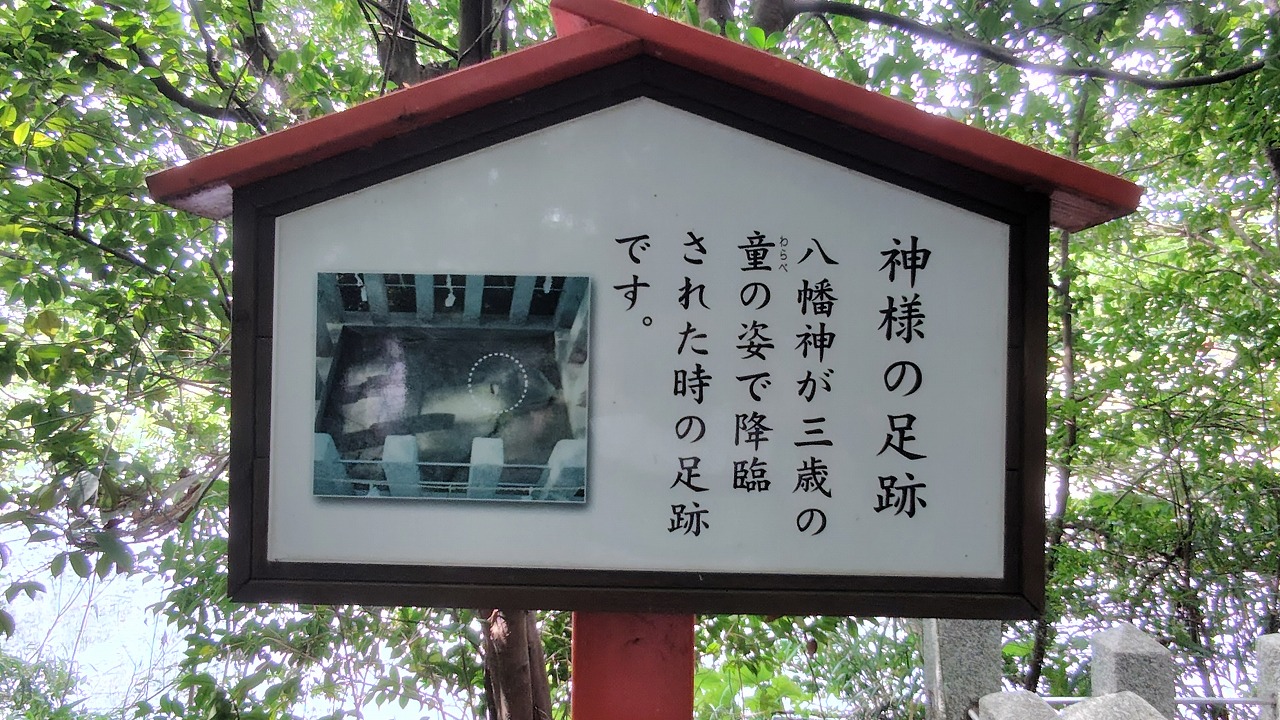 神様の足跡
八幡神が三歳の
童の姿で降臨
わらべ
された時の足跡
です。